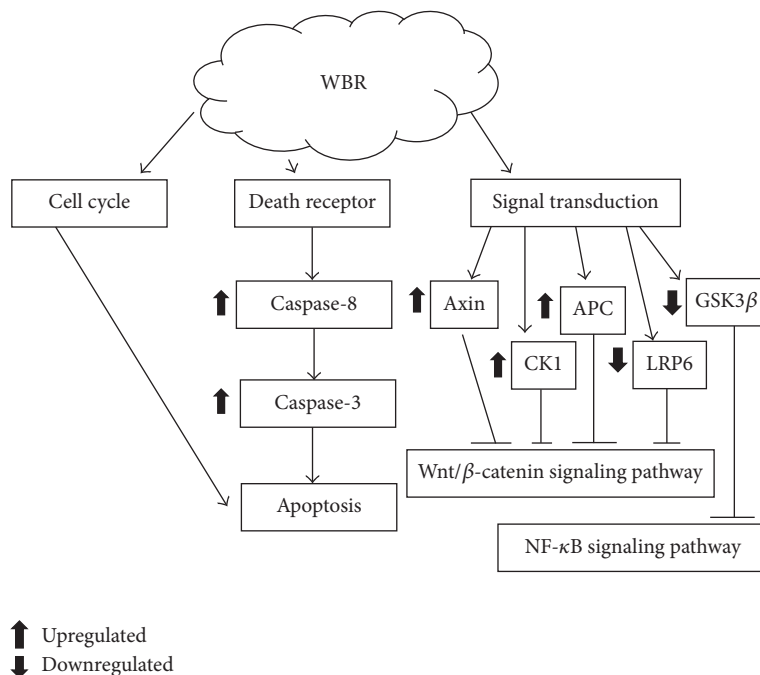 WBR
Cell cycle
Death receptor
Signal transduction
Caspase-8
Axin
APC
GSK3β
CK1
LRP6
Caspase-3
Wnt/β-catenin signaling pathway
Apoptosis
NF-κB signaling pathway
Upregulated
Downregulated